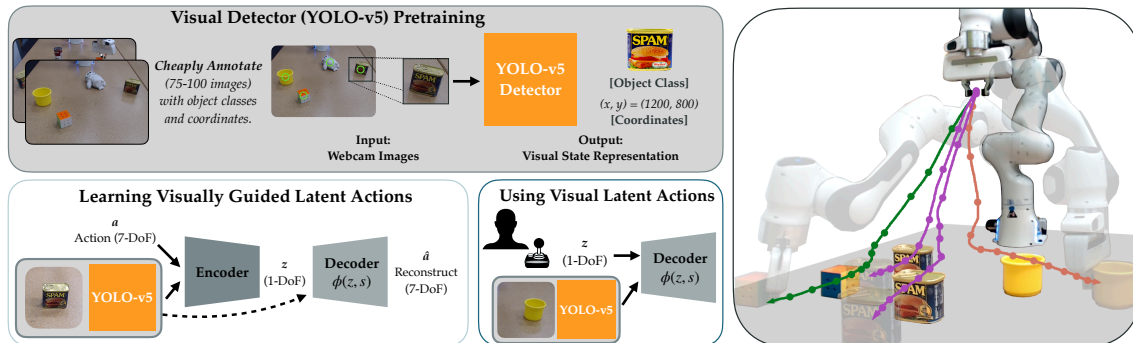 Visual Detector (YOLO-v5) Pretraining
Cheaply Annotate
(75-100 images)
with object classes
and coordinates.
SPAM
Input:
Webcam Images
YOLO-v5
Detector
SPAM
[Object Class]
(x, y) = (1200, 800)
[Coordinates]
Output:
Visual State Representation
Learning Visually Guided Latent Actions
a
Action (7-DoF)
SPAM
YOLO-v5
Encoder
z
(1-DoF)
Decoder
ϕ(z, s)
â
Reconstruct
(7-DoF)
Using Visual Latent Actions
z
(1-DoF)
YOLO-v5
Decoder
ϕ(z, s)
SPAM
SPAM
SPAM